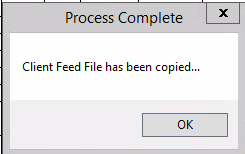 Process Complete
x
Client Feed File has been copied...
OK